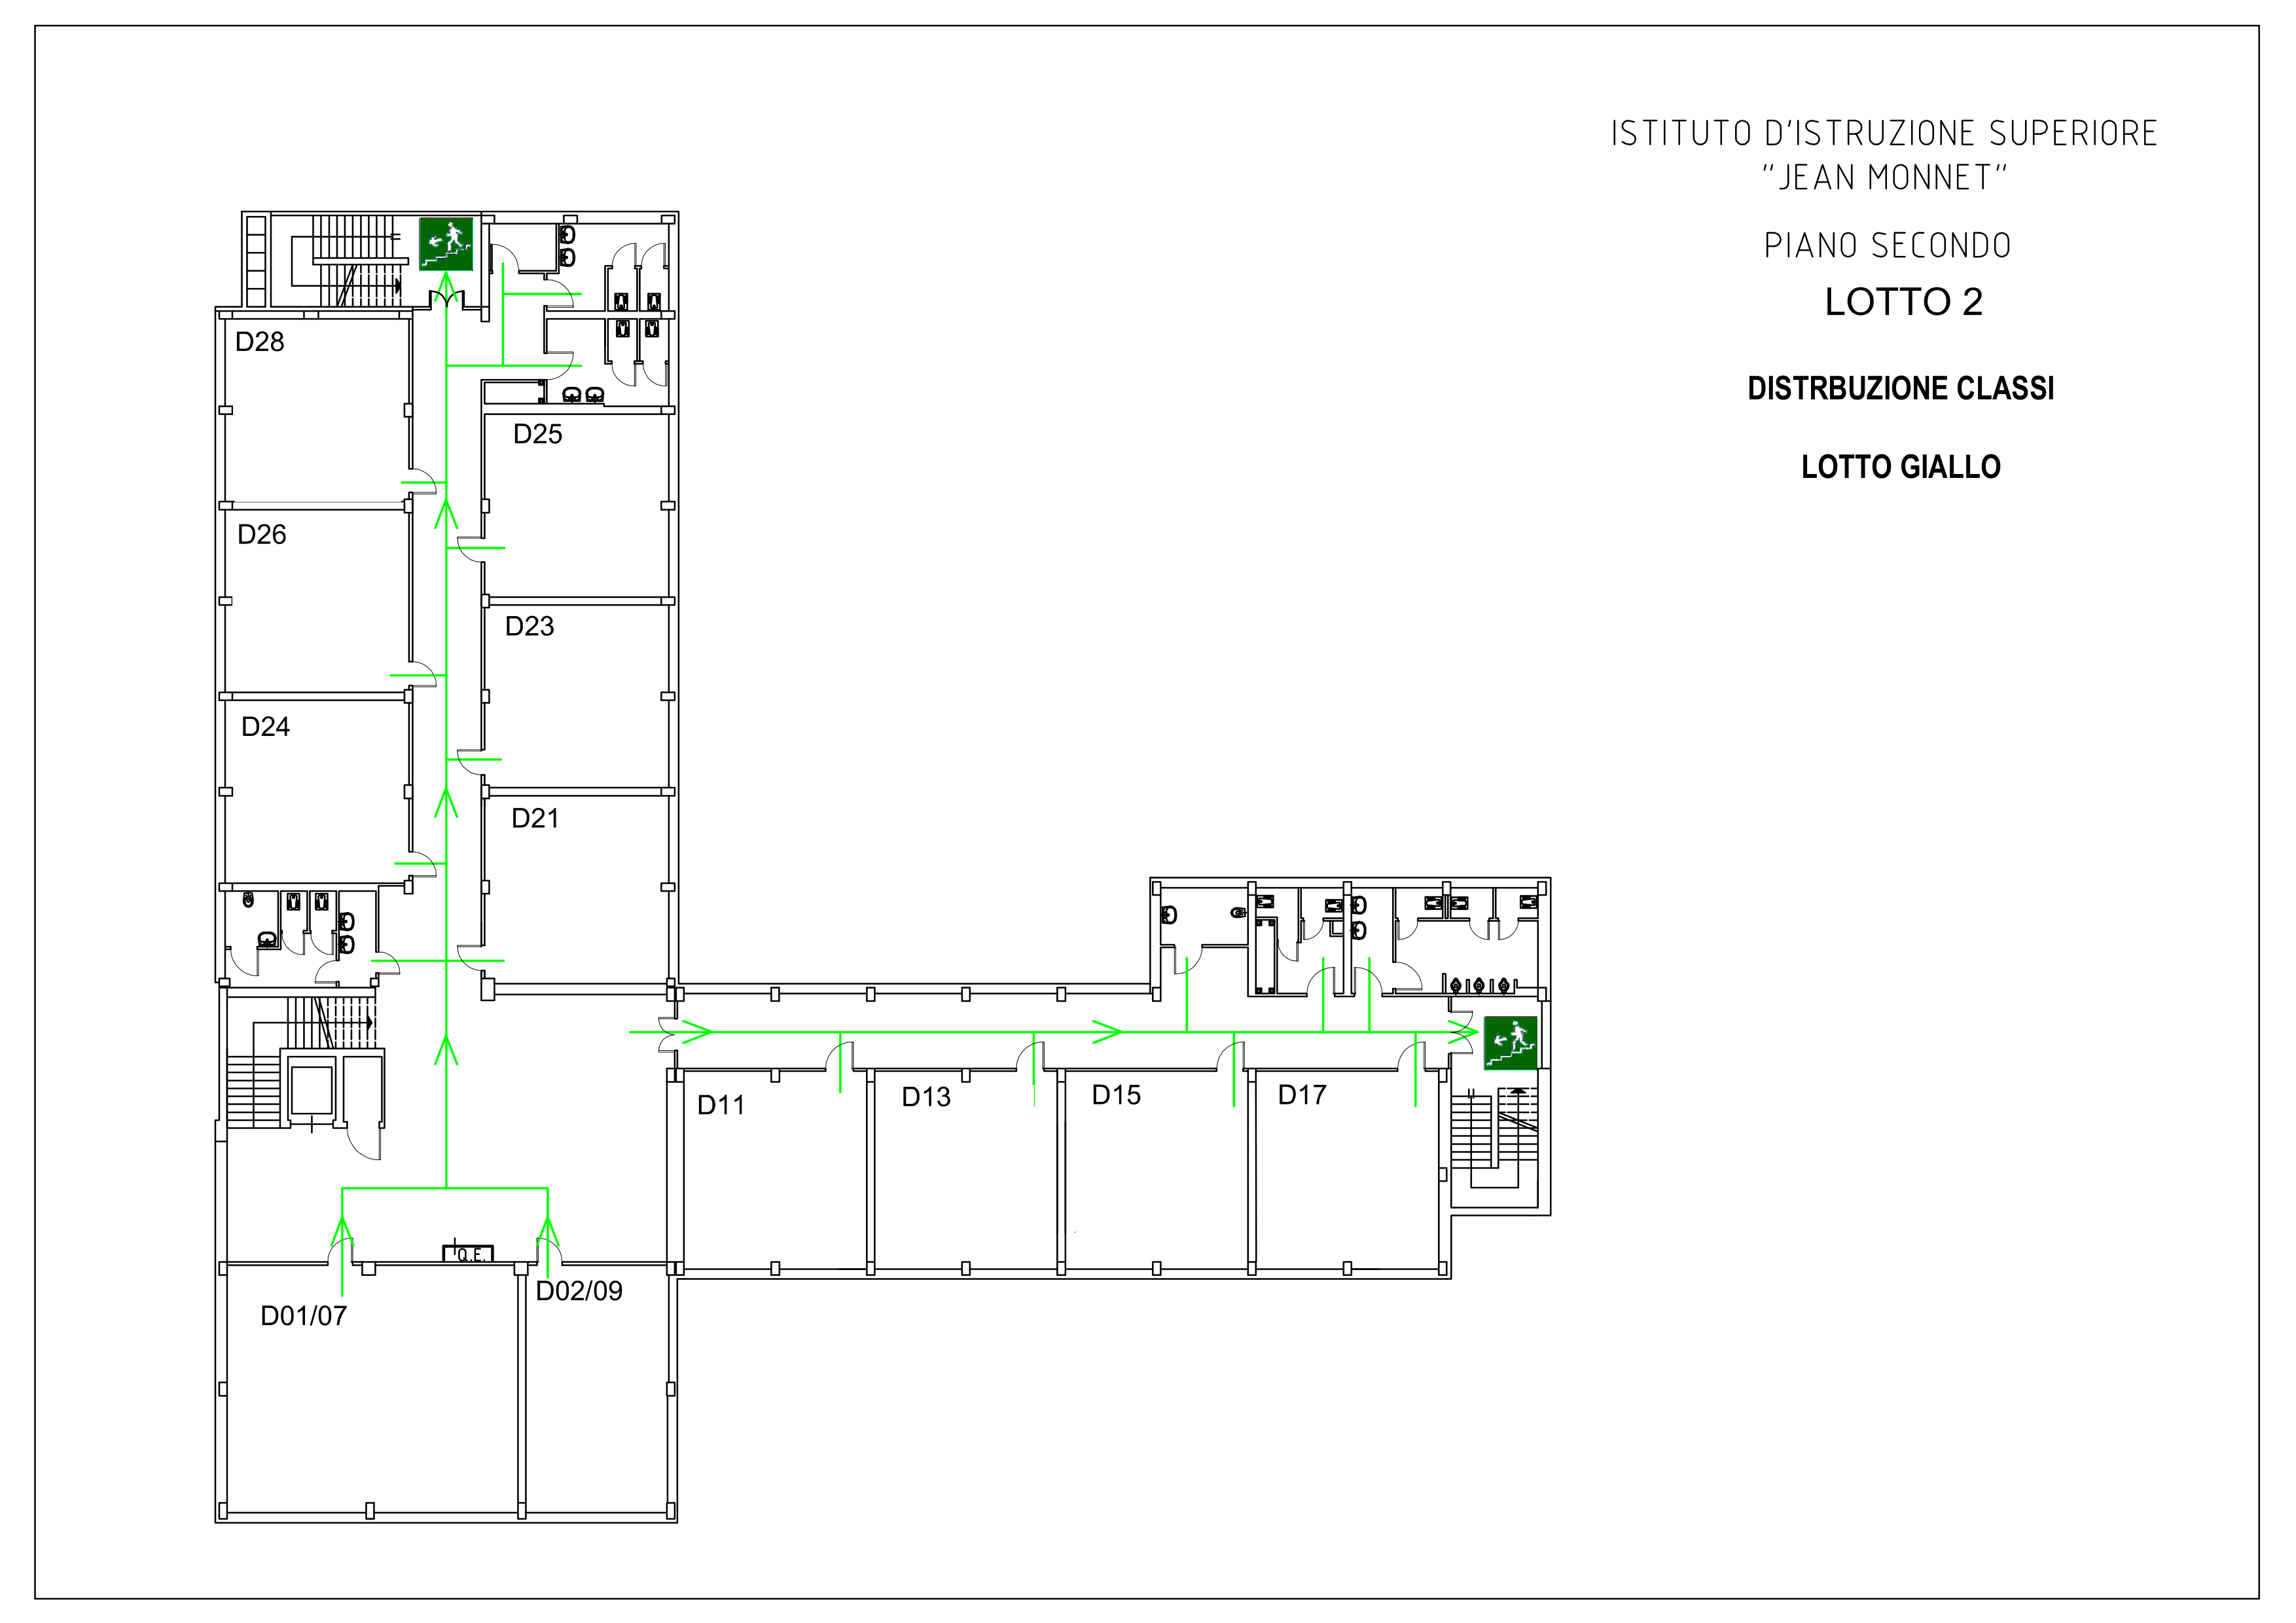 ISTITUTO D'ISTRUZIONE SUPERIORE
"JEAN MONNET"
PIANO SECONDO
LOTTO 2
DISTRBUZIONE CLASSI
LOTTO GIALLO
D28
D25
D26
D23
D24
D21
D11
D13
D15
D17
Q.E.
D02/09
D01/07